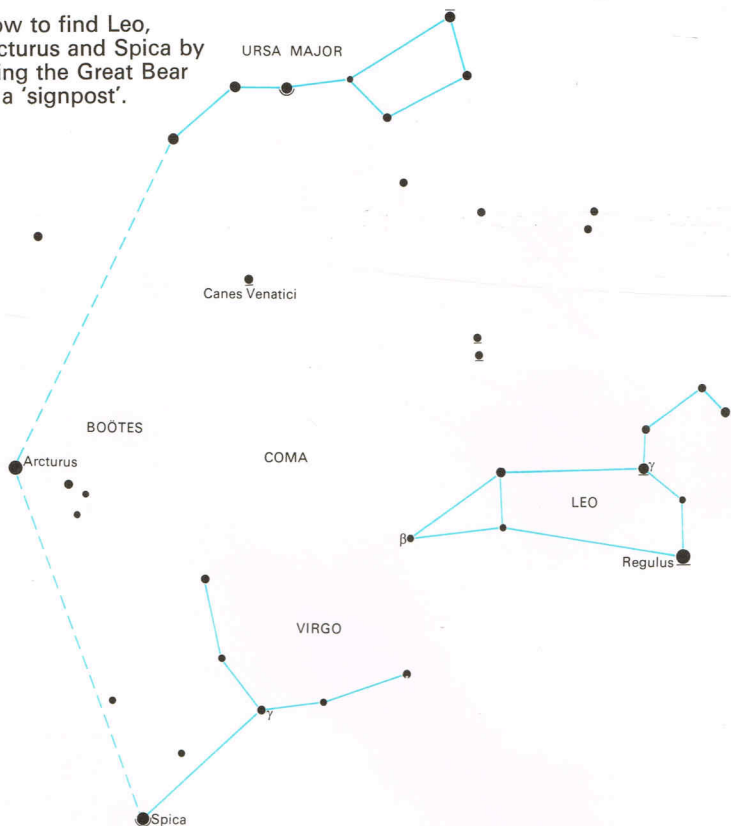 ow to find Leo,
rcturus and Spica by
ing the Great Bear
a 'signpost'.
URSA MAJOR
Canes Venatici
BOÖTES
Arcturus
COMA
γ
LEO
β
Regulus
VIRGO
γ
Spica